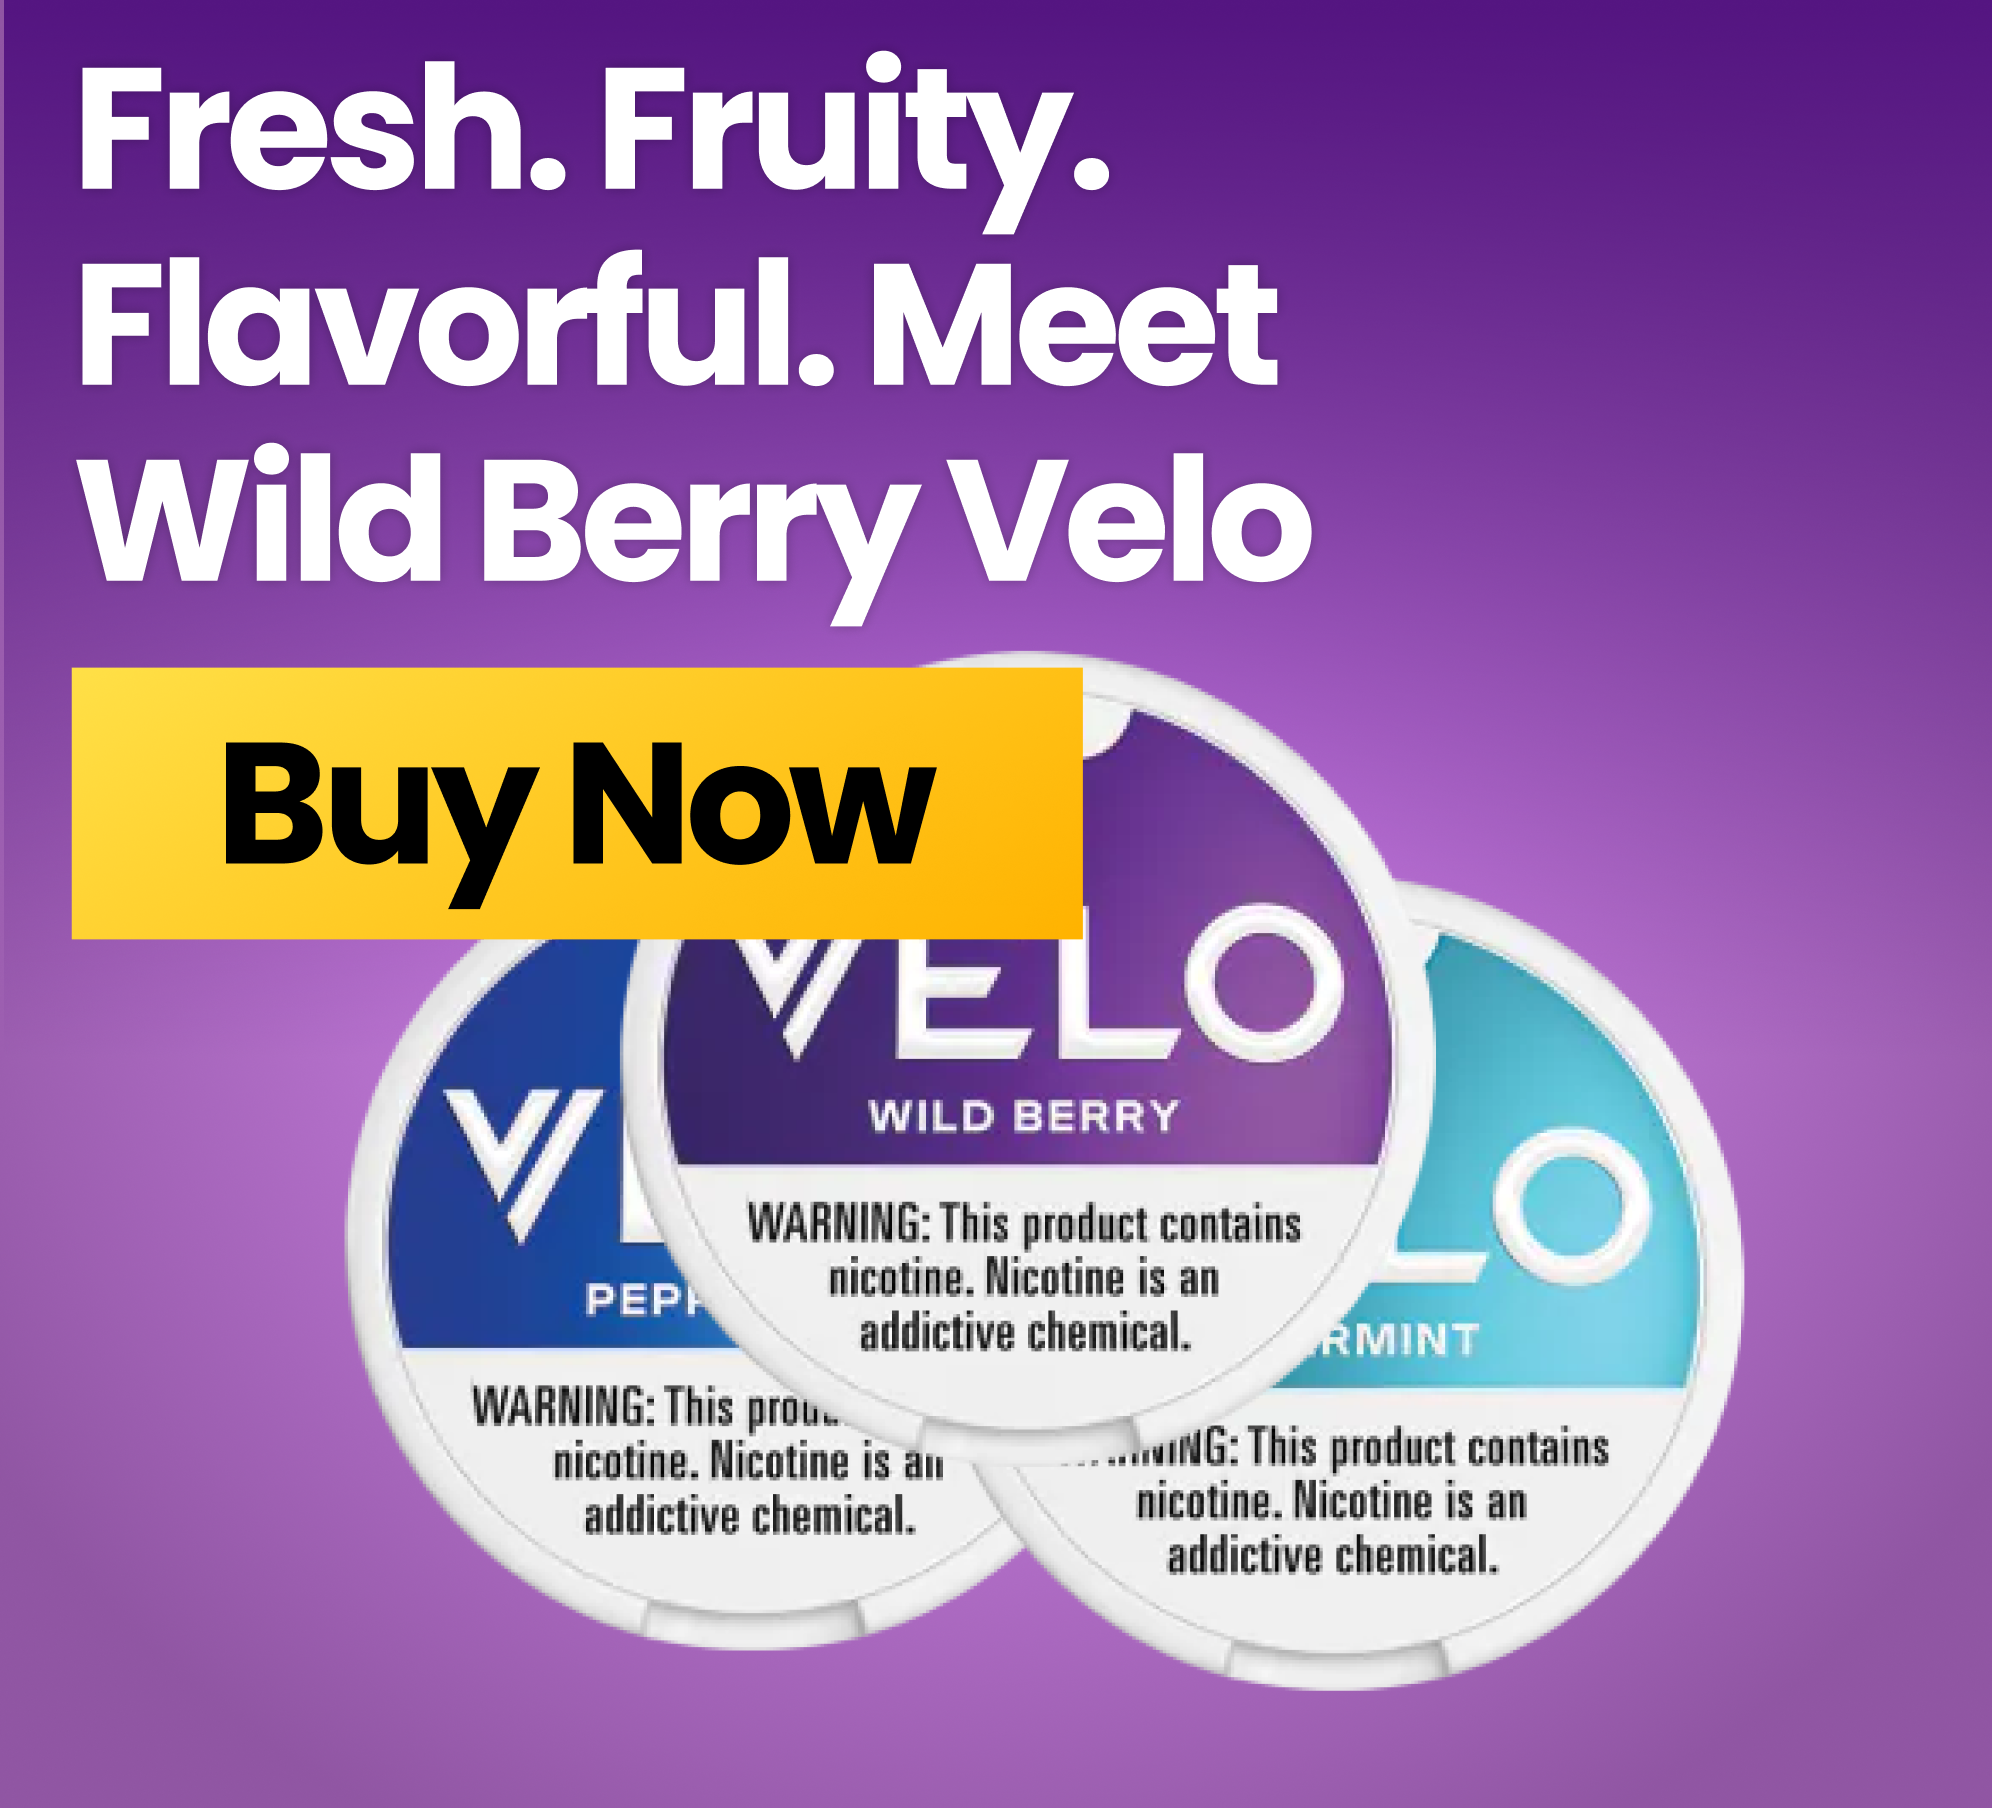 Fresh. Fruity.
Flavorful. Meet
Wild Berry Velo
Buy Now
VELO
WILD BERRY
WARNING: This product contains
nicotine. Nicotine is an
addictive chemical.
WARNING: This
nicotine. Nicotine is an
addictive chemical.
This product contains
nicotine. Nicotine is an
addictive chemical.